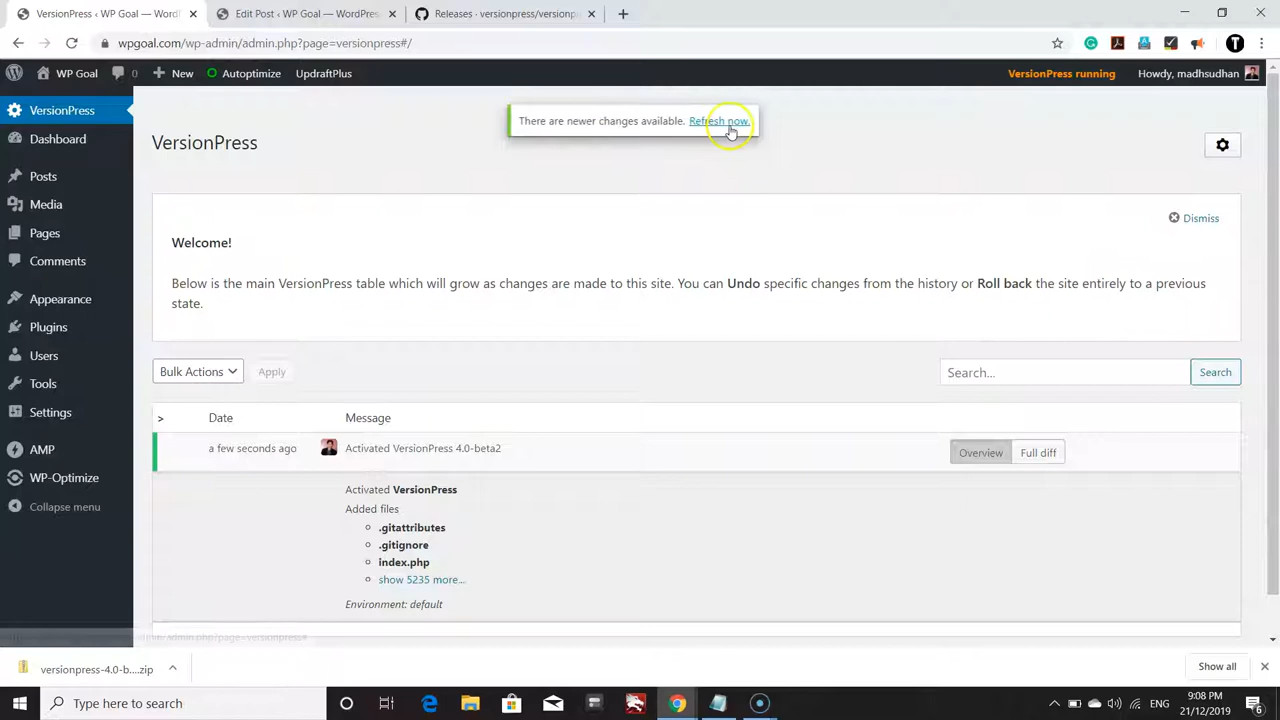 VersionPress ‹ WP Goal — WordP
Edit Post ‹ WP Goal — WordPress
Releases · versionpress/versionpr
wpgoal.com/wp-admin/admin.php?page=versionpress#/
WP Goal
0
New
Autoptimize
UpdraftPlus
VersionPress running
Howdy, madhsudhan
VersionPress
Dashboard
Posts
Media
Pages
Comments
Appearance
Plugins
Users
Tools
Settings
AMP
WP-Optimize
Collapse menu
There are newer changes available. Refresh now.
VersionPress
Dismiss
Welcome!
Below is the main VersionPress table which will grow as changes are made to this site. You can Undo specific changes from the history or Roll back the site entirely to a previous
state.
Bulk Actions
Apply
Search...
Search
> Date Message
a few seconds ago Activated VersionPress 4.0-beta2 Overview Full diff
Activated VersionPress
Added files
.gitattributes
.gitignore
index.php
show 5235 more...
Environment: default
versionpress-4.0-b....zip
Show all
Type here to search
ENG
9:08 PM
21/12/2019
6